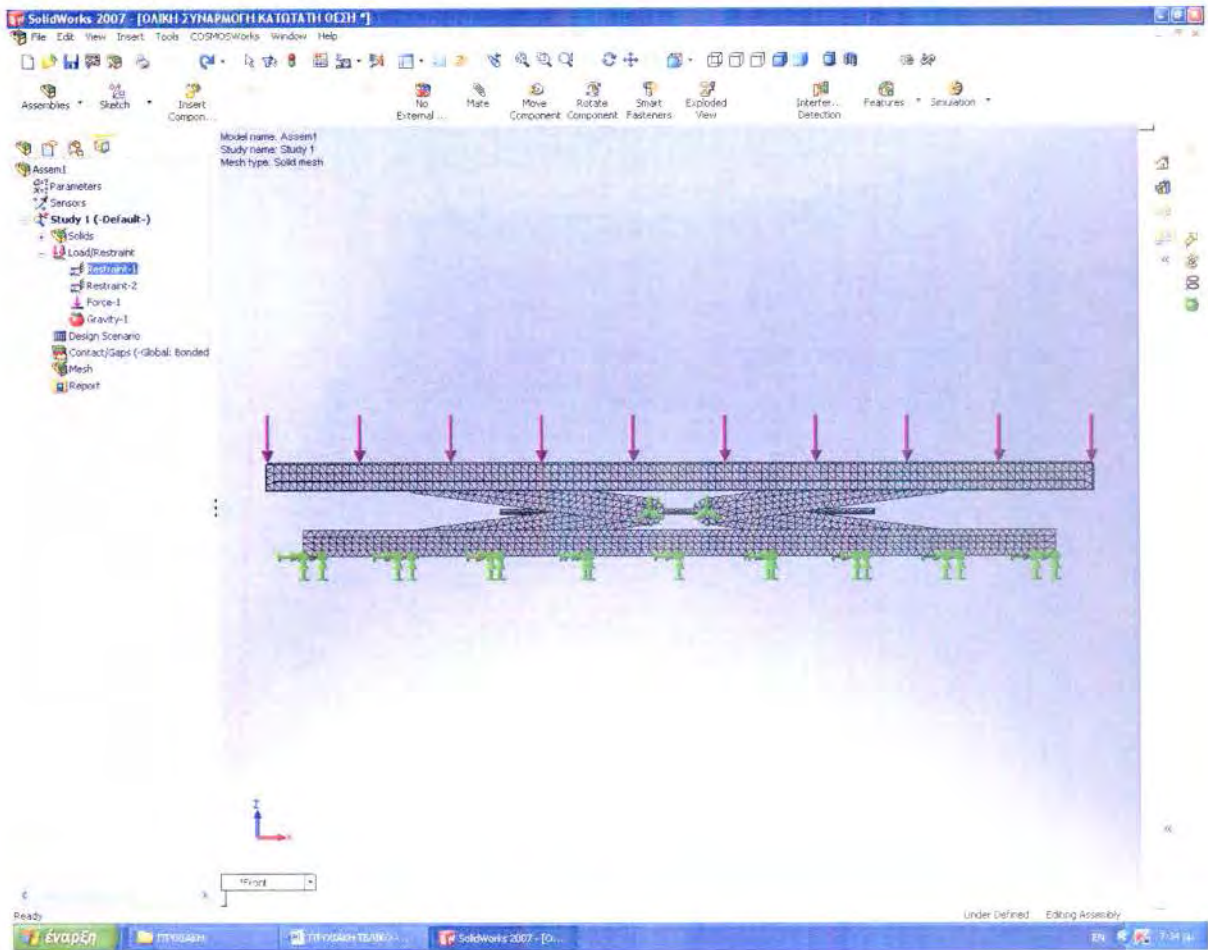 SolidWorks 2007 - [ΟΛΙΚΗ ΣΥΝΑΡΜΟΓΗ ΚΑΤΩΤΑΤΗ ΘΕΣΗ *]
File Edit View Insert Tools COSMOSWorks Window Help
Assemblies Sketch Insert Compon... No External ... Mate Move Component Rotate Component Smart Fasteners Exploded View Interfer... Detection Features Simulation
Model name: Assem1
Study name: Study 1
Mesh type: Solid mesh
Assem1
Parameters
Sensors
Study 1 (-Default-)
Solids
Load/Restraint
Restraint-1
Restraint-2
Force-1
Gravity-1
Design Scenario
Contact/Gaps (-Global: Bonded
Mesh
Report
Z
X
*Front
Ready
Under Defined Editing Assembly
έναρξη
SolidWorks 2007 - [Ο...
EN